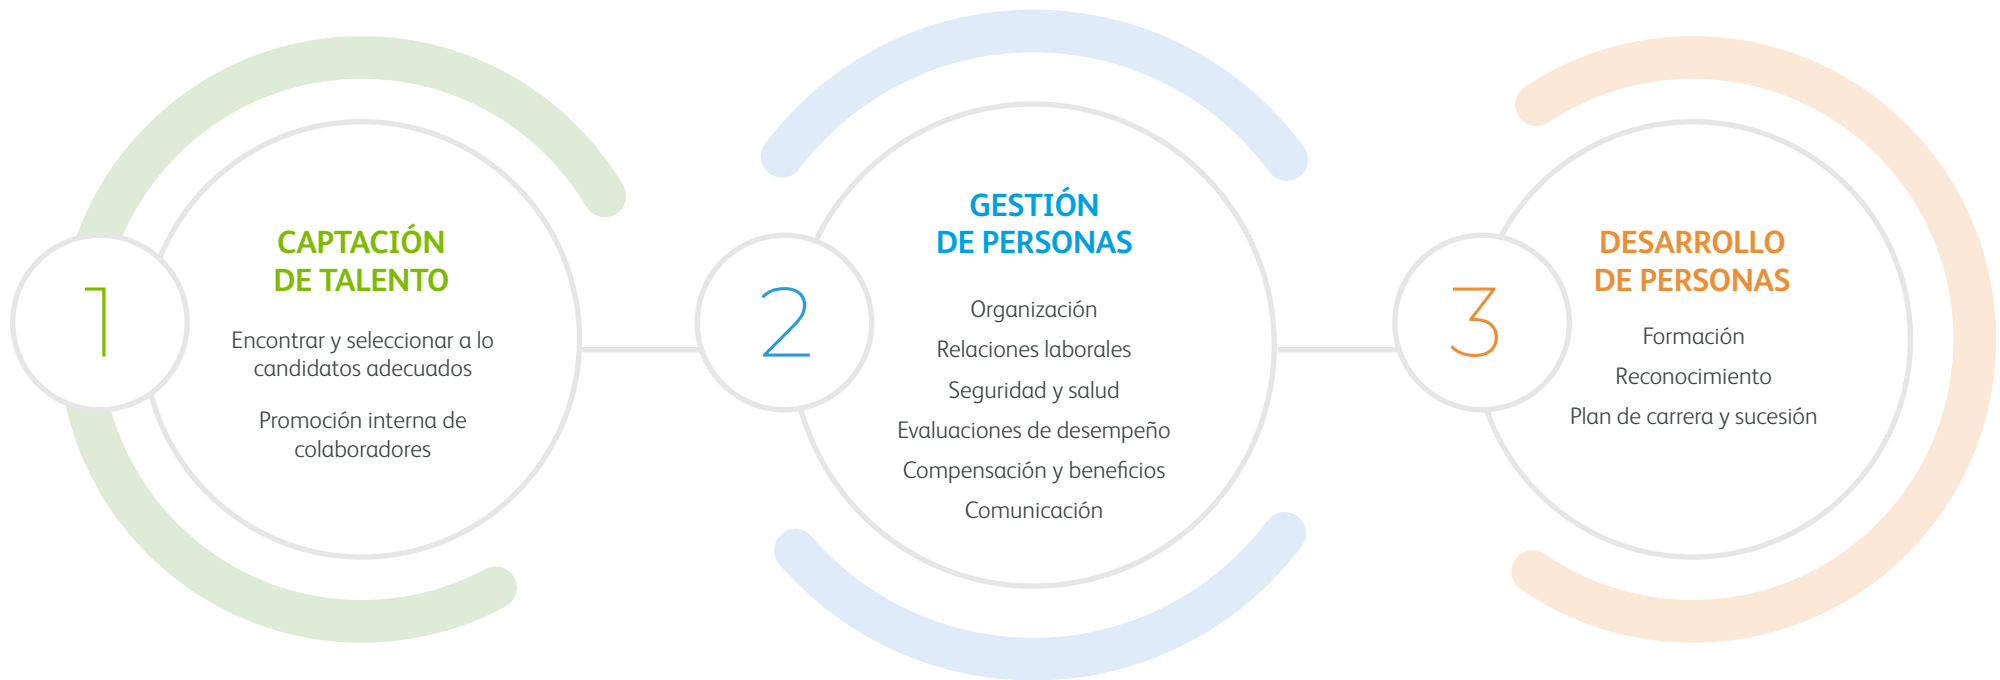 1
CAPTACIÓN
DE TALENTO
Encontrar y seleccionar a lo
candidatos adecuados
Promoción interna de
colaboradores
2
GESTIÓN
DE PERSONAS
Organización
Relaciones laborales
Seguridad y salud
Evaluaciones de desempeño
Compensación y beneficios
Comunicación
3
DESARROLLO
DE PERSONAS
Formación
Reconocimiento
Plan de carrera y sucesión